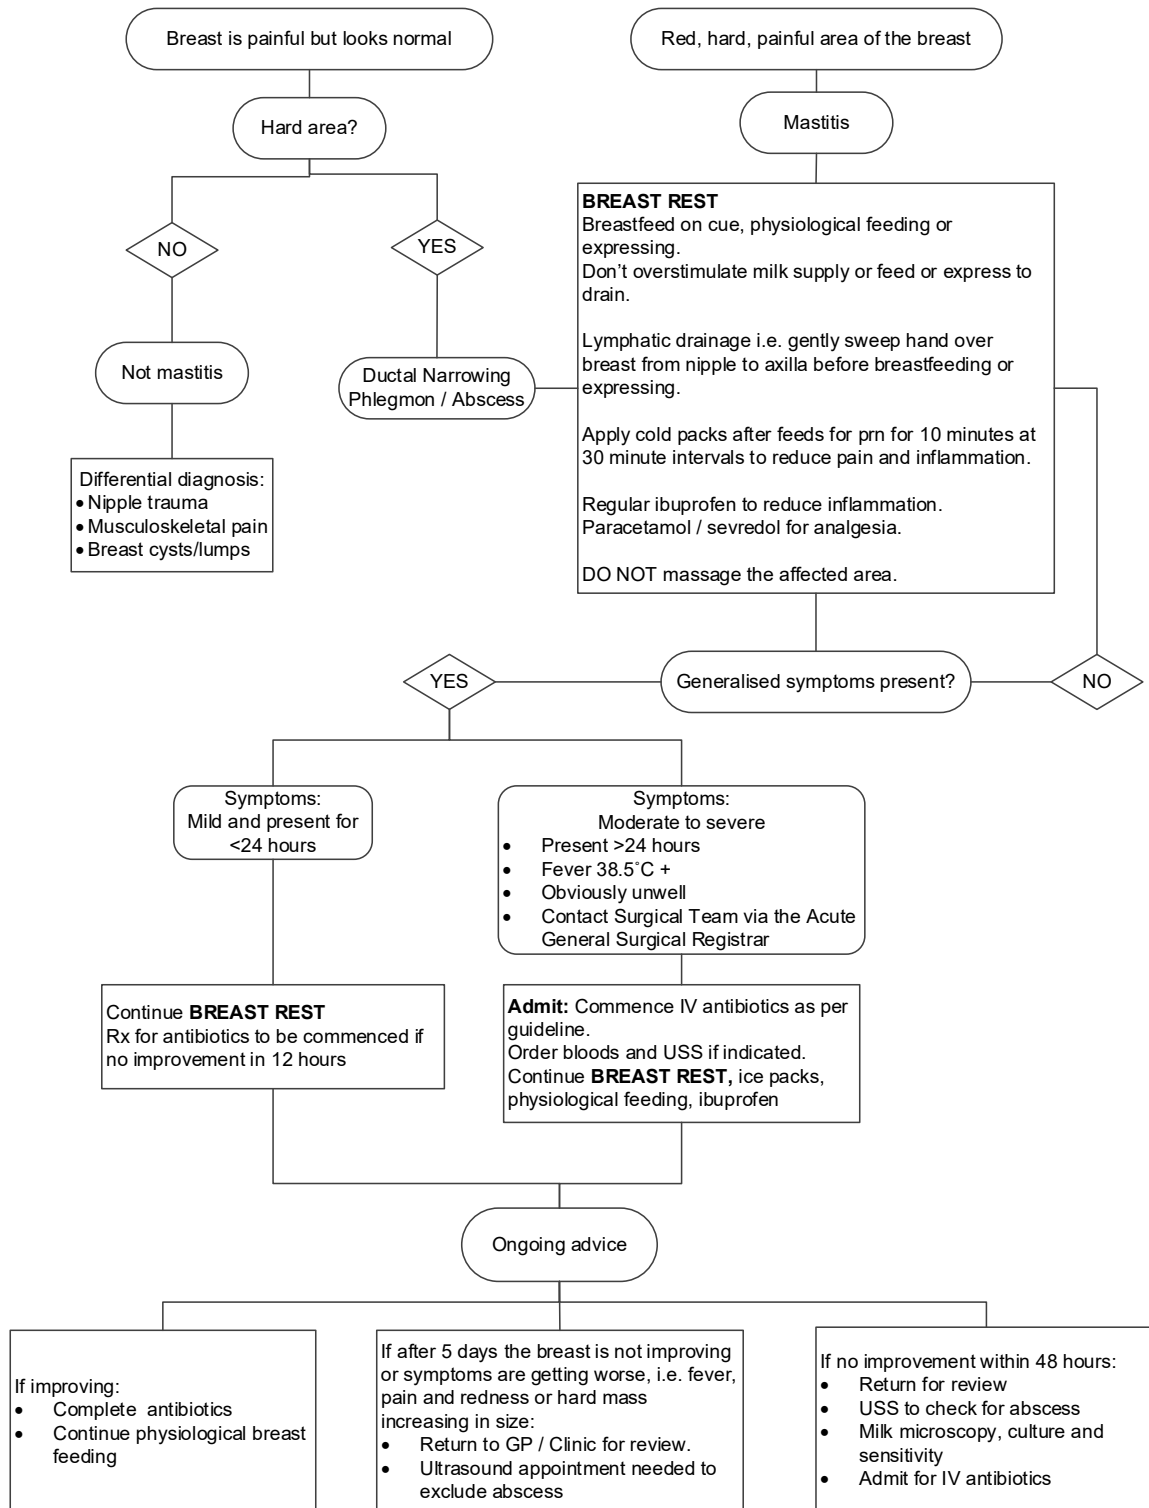 Breast is painful but looks normal
Red, hard, painful area of the breast
Hard area?
Mastitis
NO
YES
Not mastitis
Ductal Narrowing
Phlegmon / Abscess
Differential diagnosis:
• Nipple trauma
• Musculoskeletal pain
• Breast cysts/lumps
BREAST REST
Breastfeed on cue, physiological feeding or
expressing.
Don't overstimulate milk supply or feed or express to
drain.
Lymphatic drainage i.e. gently sweep hand over
breast from nipple to axilla before breastfeeding or
expressing.
Apply cold packs after feeds for prn for 10 minutes at
30 minute intervals to reduce pain and inflammation.
Regular ibuprofen to reduce inflammation.
Paracetamol / sevredol for analgesia.
DO NOT massage the affected area.
YES
Generalised symptoms present?
NO
Symptoms:
Mild and present for
<24 hours
Symptoms:
Moderate to severe
• Present >24 hours
• Fever 38.5˚C +
• Obviously unwell
• Contact Surgical Team via the Acute
General Surgical Registrar
Continue BREAST REST
Rx for antibiotics to be commenced if
no improvement in 12 hours
Admit: Commence IV antibiotics as per
guideline.
Order bloods and USS if indicated.
Continue BREAST REST, ice packs,
physiological feeding, ibuprofen
Ongoing advice
If improving:
• Complete antibiotics
• Continue physiological breast
feeding
If after 5 days the breast is not improving
or symptoms are getting worse, i.e. fever,
pain and redness or hard mass
increasing in size:
• Return to GP / Clinic for review.
• Ultrasound appointment needed to
exclude abscess
If no improvement within 48 hours:
• Return for review
• USS to check for abscess
• Milk microscopy, culture and
sensitivity
• Admit for IV antibiotics